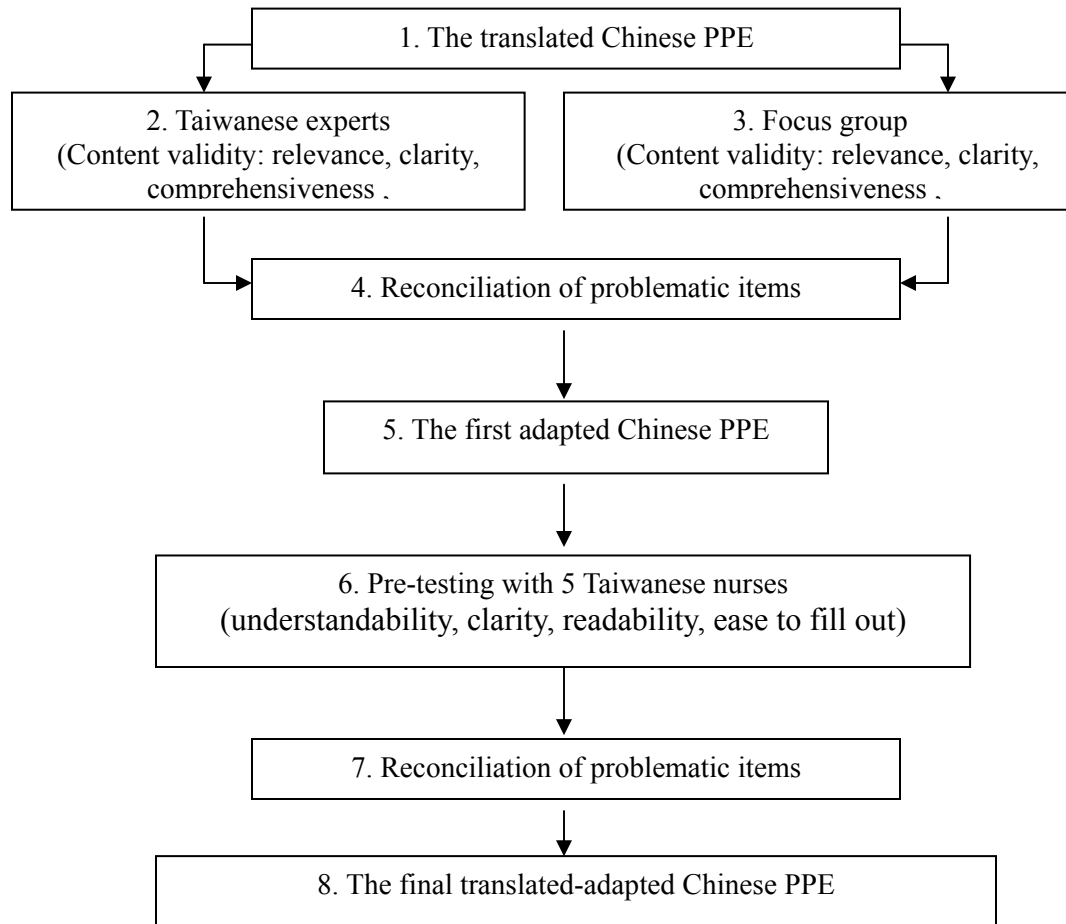 1. The translated Chinese PPE
2. Taiwanese experts
(Content validity: relevance, clarity,
comprehensiveness ,
3. Focus group
(Content validity: relevance, clarity,
comprehensiveness ,
4. Reconciliation of problematic items
5. The first adapted Chinese PPE
6. Pre-testing with 5 Taiwanese nurses
(understandability, clarity, readability, ease to fill out)
7. Reconciliation of problematic items
8. The final translated-adapted Chinese PPE